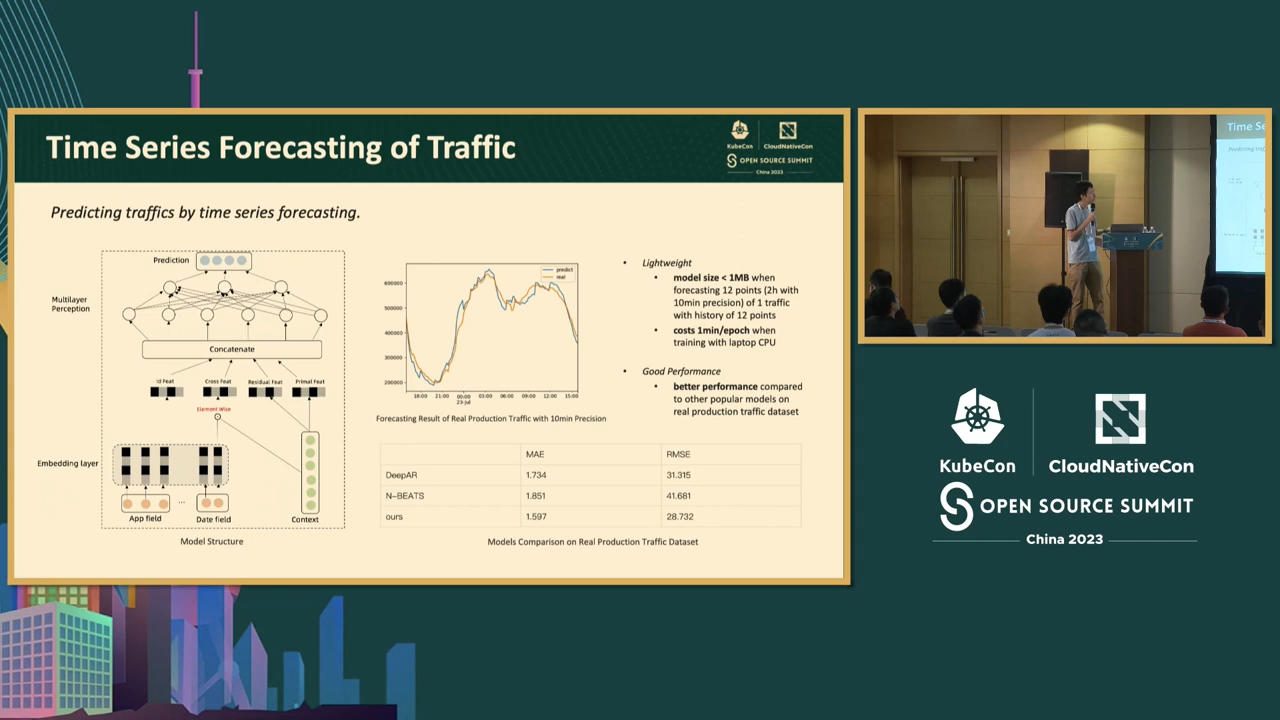 Time Series Forecasting of Traffic
KubeCon
CloudNativeCon
OPEN SOURCE SUMMIT
China 2023
Predicting traffics by time series forecasting.
Prediction
Multilayer
Perception
Concatenate
Id Feat
Cross Feat
Residual Feat
Primal Feat
Element Wise
Embedding layer
App field
...
Date field
Context
Model Structure
predict
real
600000
500000
400000
300000
200000
18:00
21:00
00:00
23-Jul
03:00
06:00
09:00
12:00
15:00
Forecasting Result of Real Production Traffic with 10min Precision
MAE
RMSE
DeepAR
1.734
31.315
N-BEATS
1.851
41.681
ours
1.597
28.732
Models Comparison on Real Production Traffic Dataset
• Lightweight
• model size < 1MB when
forecasting 12 points (2h with
10min precision) of 1 traffic
with history of 12 points
• costs 1min/epoch when
training with laptop CPU
• Good Performance
• better performance compared
to other popular models on
real production traffic dataset
Time Se
KubeCon
CloudNativeCon
OPEN SOURCE SUMMIT
China 2023